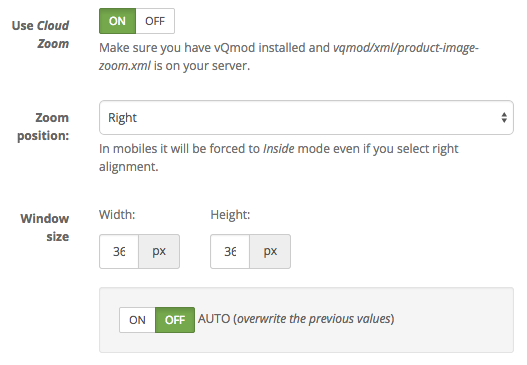 Use Cloud Zoom
ON OFF
Make sure you have vQmod installed and vqmod/xml/product-image-
zoom.xml is on your server.
Zoom position:
Right
In mobiles it will be forced to Inside mode even if you select right
alignment.
Window size
Width: Height:
36 px 36 px
ON OFF AUTO (overwrite the previous values)